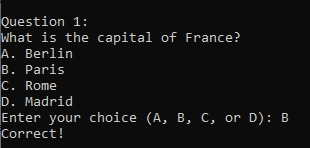 Question 1:
What is the capital of France?
A. Berlin
B. Paris
C. Rome
D. Madrid
Enter your choice (A, B, C, or D): B
Correct!